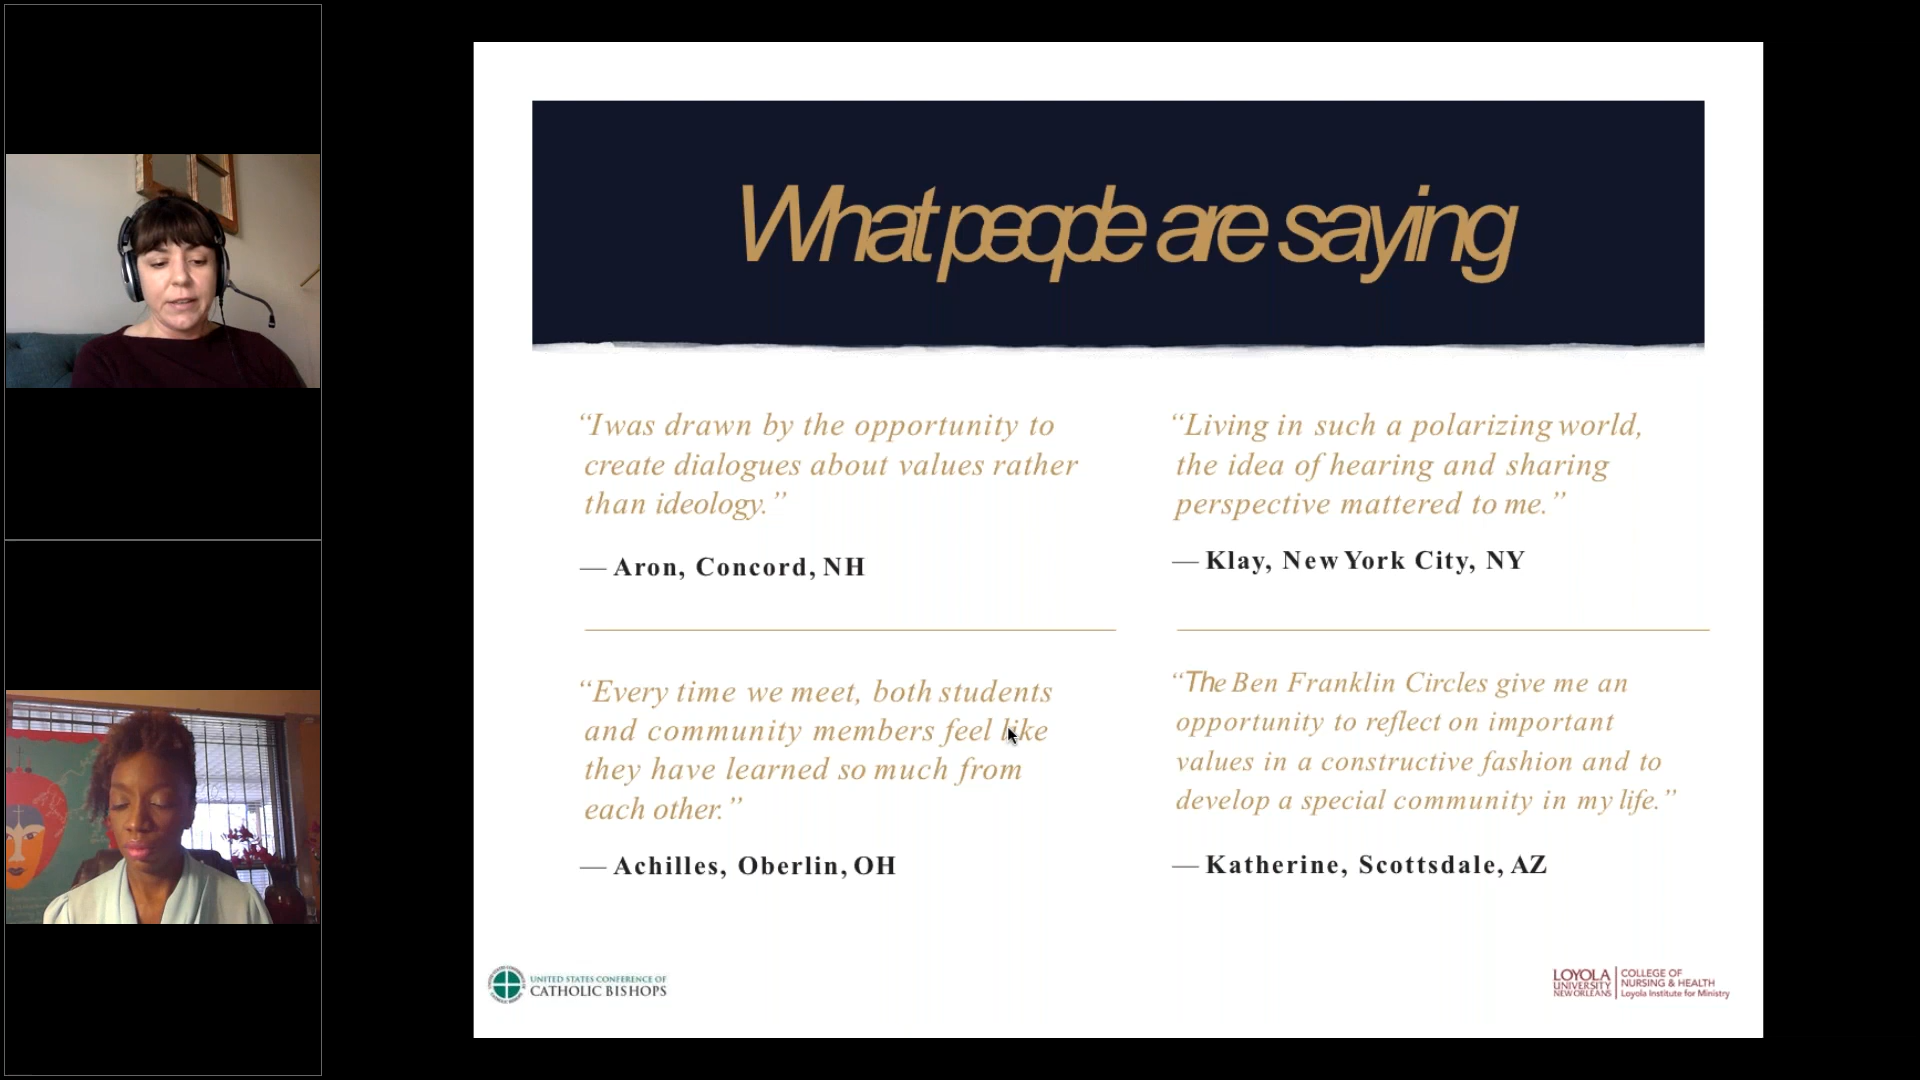 What people are saying
“I was drawn by the opportunity to
create dialogues about values rather
than ideology.”
— Aron, Concord, NH
“Living in such a polarizing world,
the idea of hearing and sharing
perspective mattered to me.”
— Klay, New York City, NY
“Every time we meet, both students
and community members feel like
they have learned so much from
each other.”
— Achilles, Oberlin, OH
“The Ben Franklin Circles give me an
opportunity to reflect on important
values in a constructive fashion and to
develop a special community in my life.”
— Katherine, Scottsdale, AZ
UNITED STATES CONFERENCE OF
CATHOLIC BISHOPS
LOYOLA
UNIVERSITY
NEW ORLEANS
COLLEGE OF
NURSING & HEALTH
Loyola Institute for Ministry